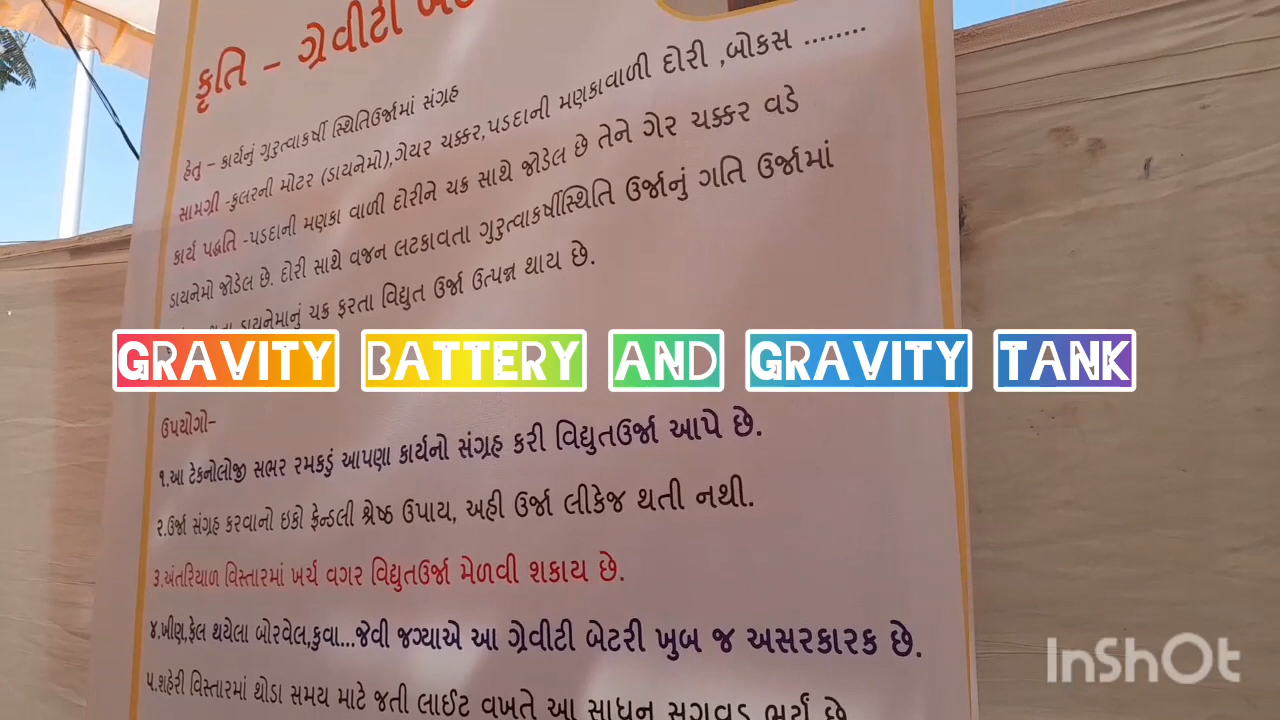 કૃતિ – ગ્રેવીટી
હેતુ – કાર્યનું ગુરુત્વાકર્ષી સ્થિતિઉર્જામાં સંગ્રહ
સામગ્રી -કુલરની મોટર (ડાયનેમો),ગેયર ચક્કર,પડદાની મણકાવાળી દોરી ,બોકસ ........
કાર્ય પદ્ધતિ -પડદાની મણકા વાળી દોરીને ચક્ર સાથે જોડેલ છે તેને ગેર ચક્કર વડે
ડાયનેમો જોડેલ છે. દોરી સાથે વજન લટકાવતા ગુરુત્વાકર્ષીસ્થિતિ ઉર્જાનું ગતિ ઉર્જામાં
ડાયનેમાનું ચક્ર ફરતા વિદ્યુત ઉર્જા ઉત્પન્ન થાય છે.
GRAVITY BATTERY AND GRAVITY TANK
ઉપયોગો-
૧.આ ટેકનોલોજી સભર રમકડું આપણા કાર્યનો સંગ્રહ કરી વિદ્યુતઉર્જા આપે છે.
૨.ઉર્જા સંગ્રહ કરવાનો ઇકો ફ્રેન્ડલી શ્રેષ્ઠ ઉપાય, અહી ઉર્જા લીકેજ થતી નથી.
૩.અંતરિયાળ વિસ્તારમાં ખર્ચ વગર વિદ્યુતઉર્જા મેળવી શકાય છે.
૪.ખીણ,ફેલ થયેલા બોરવેલ,કુવા...જેવી જગ્યાએ આ ગ્રેવીટી બેટરી ખુબ જ અસરકારક છે.
૫.શહેરી વિસ્તારમાં થોડા સમય માટે જતી લાઈટ વખતે આ સાધન સગવડ ભર્યું છે
InShOt